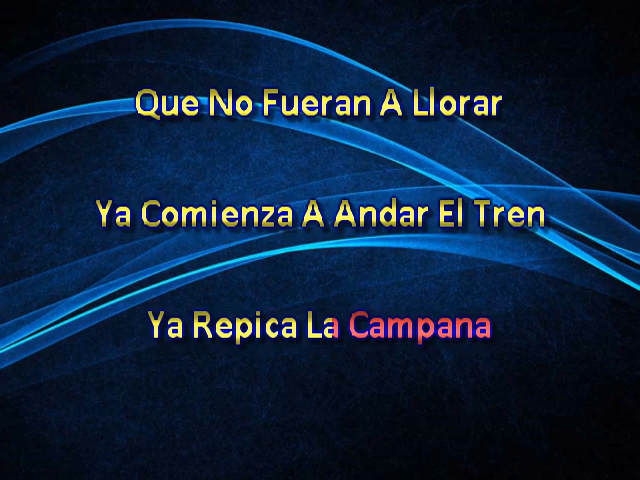 Que No Fueran A Llorar
Ya Comienza A Andar El Tren
Ya Repica La Campana